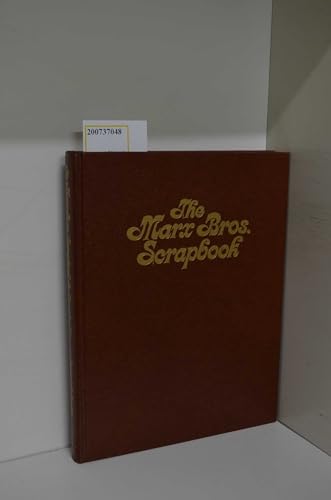 200737048
The
Marx Bros.
Scrapbook